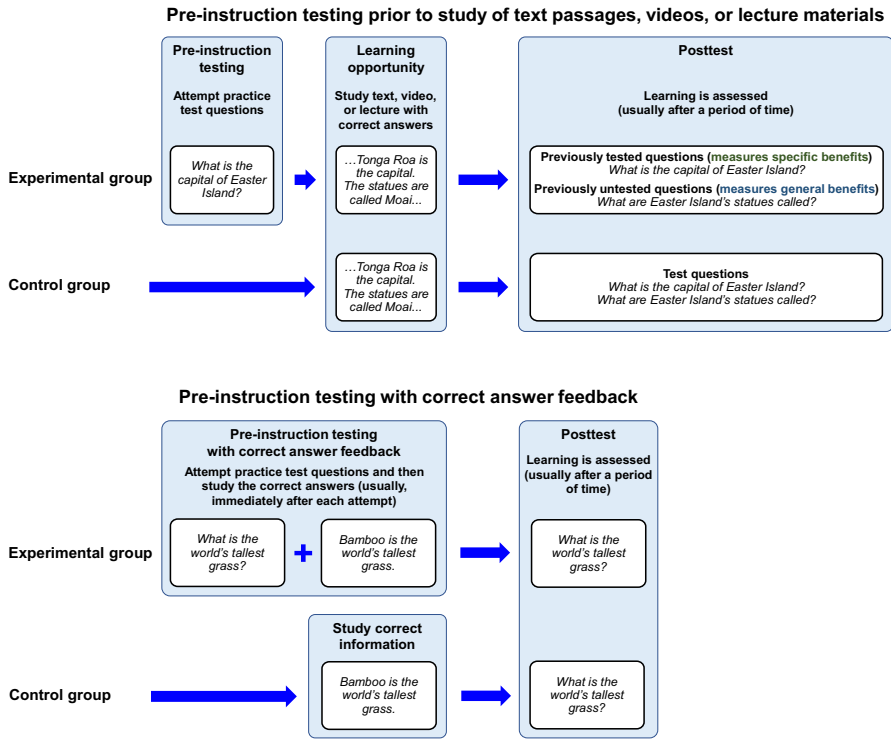 Pre-instruction testing prior to study of text passages, videos, or lecture materials
Pre-instruction
testing
Attempt practice
test questions
Learning
opportunity
Study text, video,
or lecture with
correct answers
Posttest
Learning is assessed
(usually after a period of time)
Experimental group
What is the
capital of Easter
Island?
…Tonga Roa is
the capital.
The statues are
called Moai...
Previously tested questions (measures specific benefits)
What is the capital of Easter Island?
Previously untested questions (measures general benefits)
What are Easter Island's statues called?
Control group
…Tonga Roa is
the capital.
The statues are
called Moai...
Test questions
What is the capital of Easter Island?
What are Easter Island's statues called?
Pre-instruction testing with correct answer feedback
Pre-instruction testing
with correct answer feedback
Attempt practice test questions and then
study the correct answers (usually,
immediately after each attempt)
Posttest
Learning is assessed
(usually after a period
of time)
Experimental group
What is the
world's tallest
grass?
+
Bamboo is the
world's tallest
grass.
What is the
world's tallest
grass?
Study correct
information
Control group
Bamboo is the
world's tallest
grass.
What is the
world's tallest
grass?